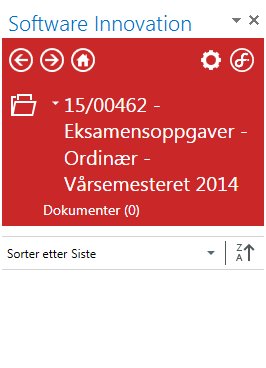 Software Innovation
15/00462 -
Eksamensoppgaver -
Ordinær -
Vårsemesteret 2014
Dokumenter (0)
Sorter etter Siste
Z
A